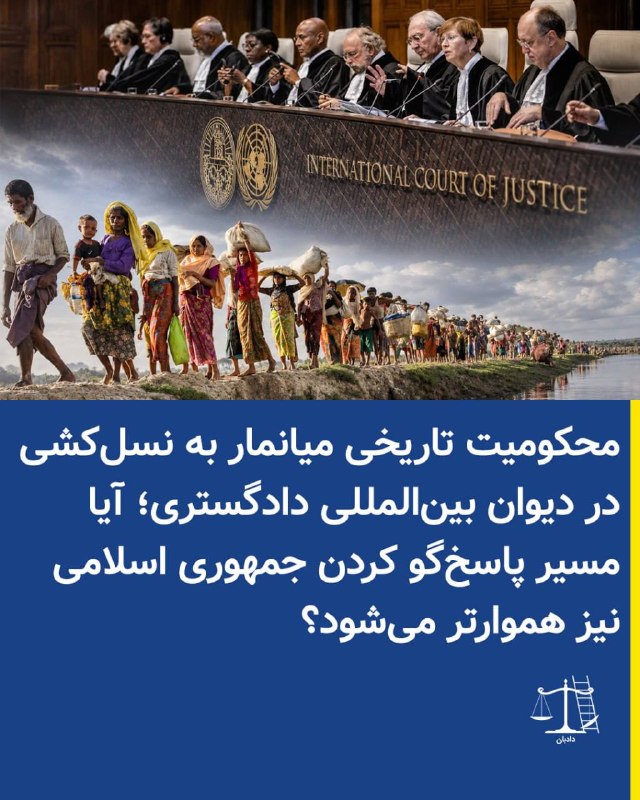 INTERNATIONAL COURT OF JUSTICE
محکومیت تاریخی میانمار به نسل‌کشی
در دیوان بین‌المللی دادگستری؛ آیا
مسیر پاسخ‌گو کردن جمهوری اسلامی
نیز هموارتر می‌شود؟
دادبان